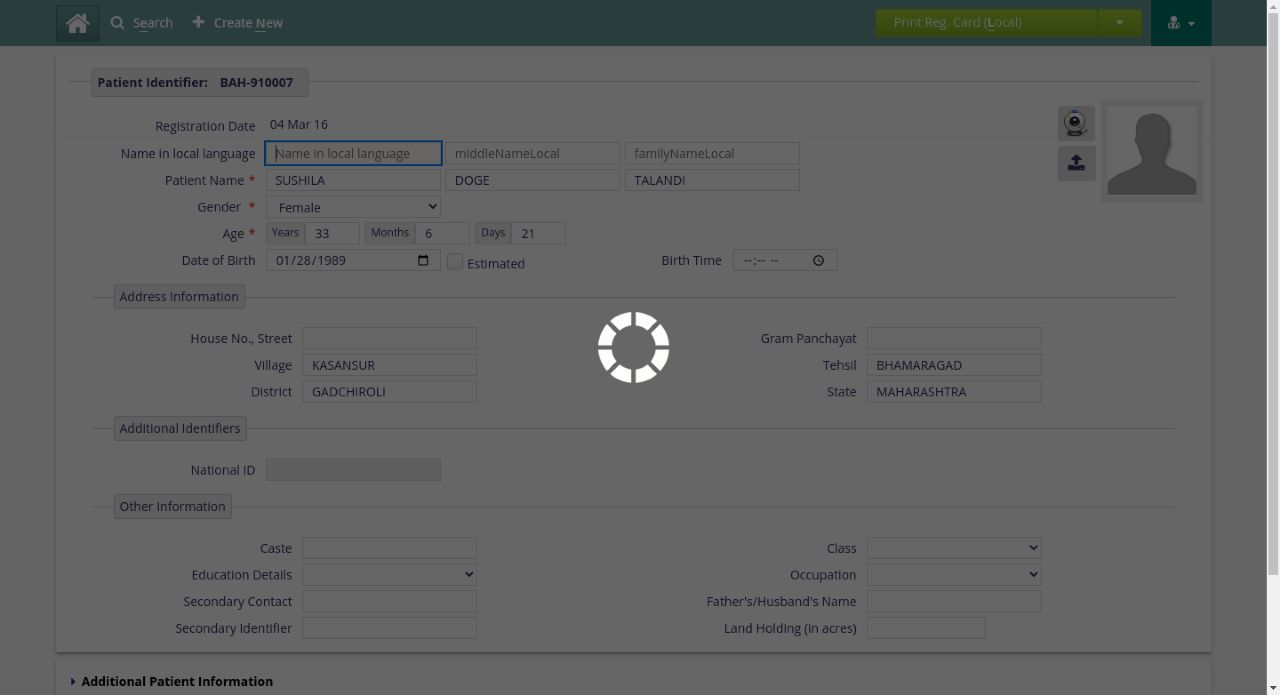 Search Create New Print Reg. Card (Local)
Patient Identifier: BAH-910007
Registration Date 04 Mar 16
Name in local language Name in local language middleNameLocal familyNameLocal
Patient Name * SUSHILA DOGE TALANDI
Gender * Female
Age * Years 33 Months 6 Days 21
Date of Birth 01/28/1989 Estimated Birth Time --:-- --
Address Information
House No., Street Gram Panchayat
Village KASANSUR Tehsil BHAMARAGAD
District GADCHIROLI State MAHARASHTRA
Additional Identifiers
National ID
Other Information
Caste Class
Education Details Occupation
Secondary Contact Father's/Husband's Name
Secondary Identifier Land Holding (in acres)
Additional Patient Information